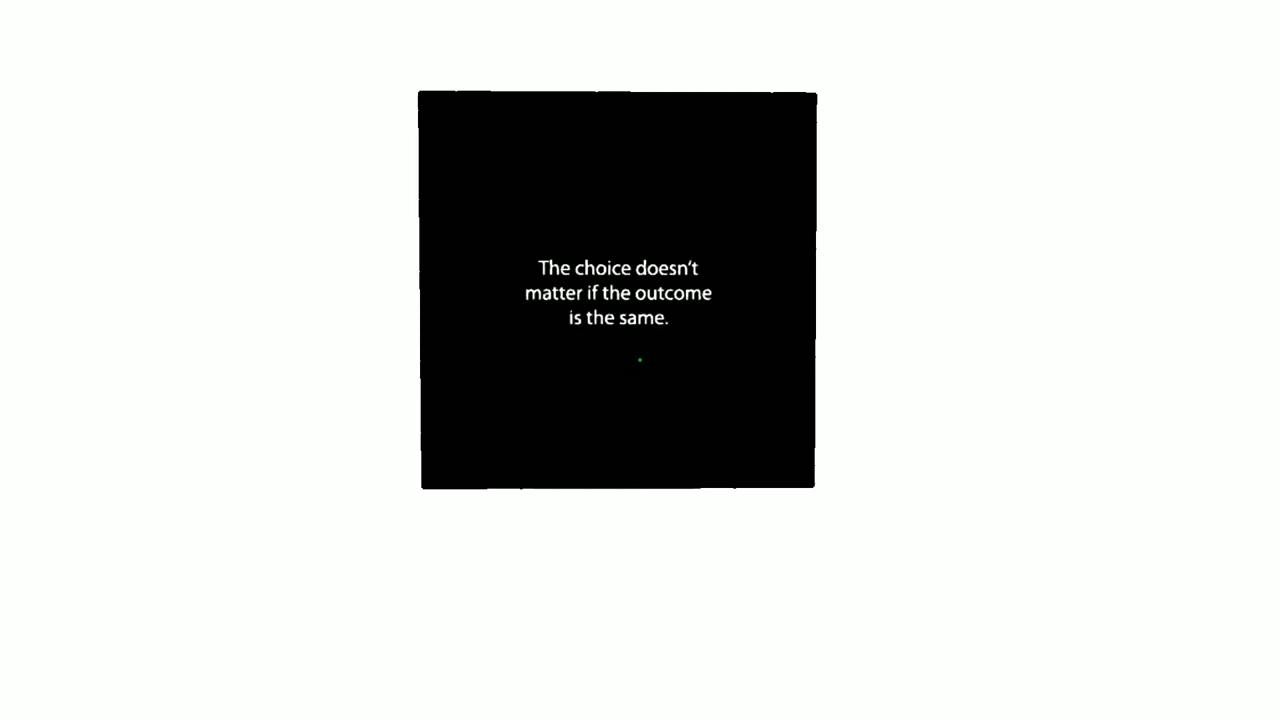 The choice doesn't
matter if the outcome
is the same.